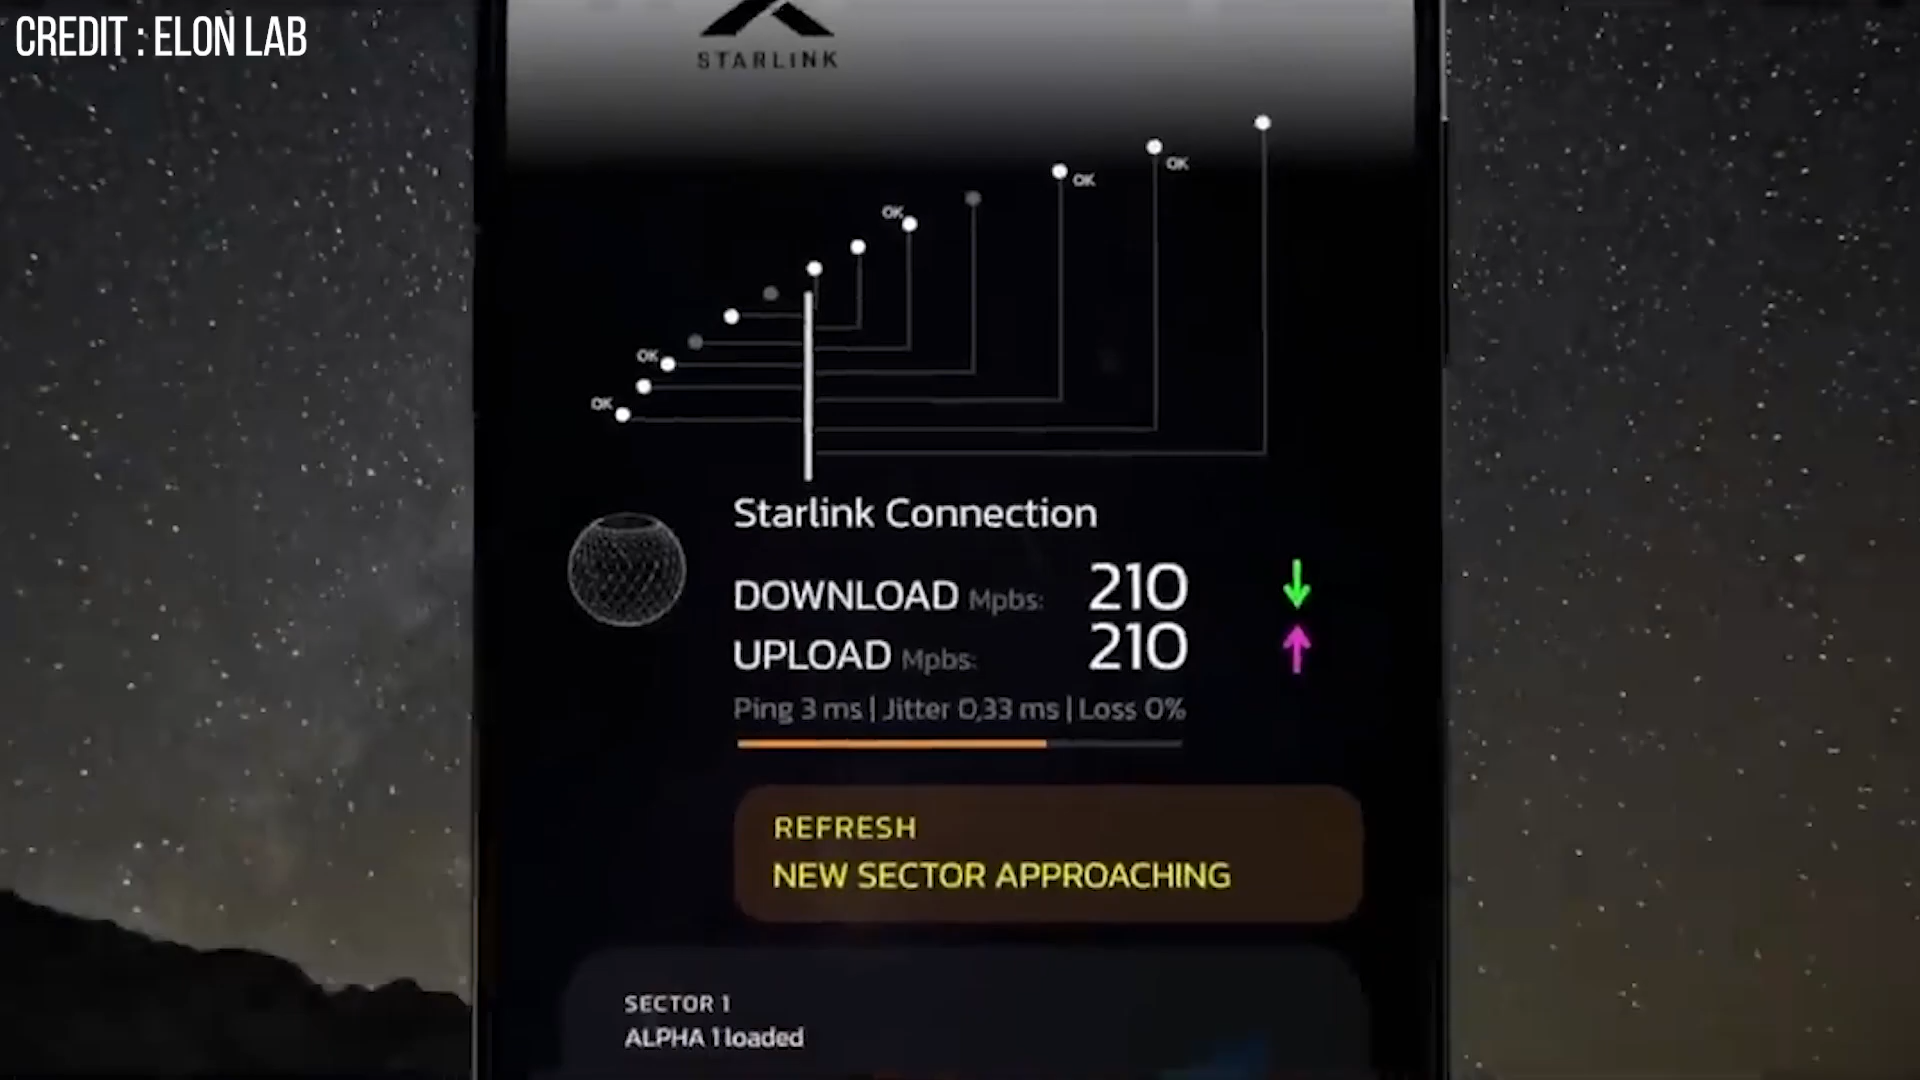 CREDIT : ELON LAB
STARLINK
OK
OK
OK
OK
OK
Starlink Connection
DOWNLOAD Mpbs: 210
UPLOAD Mpbs: 210
Ping 3 ms | Jitter 0,33 ms | Loss 0%
REFRESH
NEW SECTOR APPROACHING
SECTOR 1
ALPHA 1 loaded